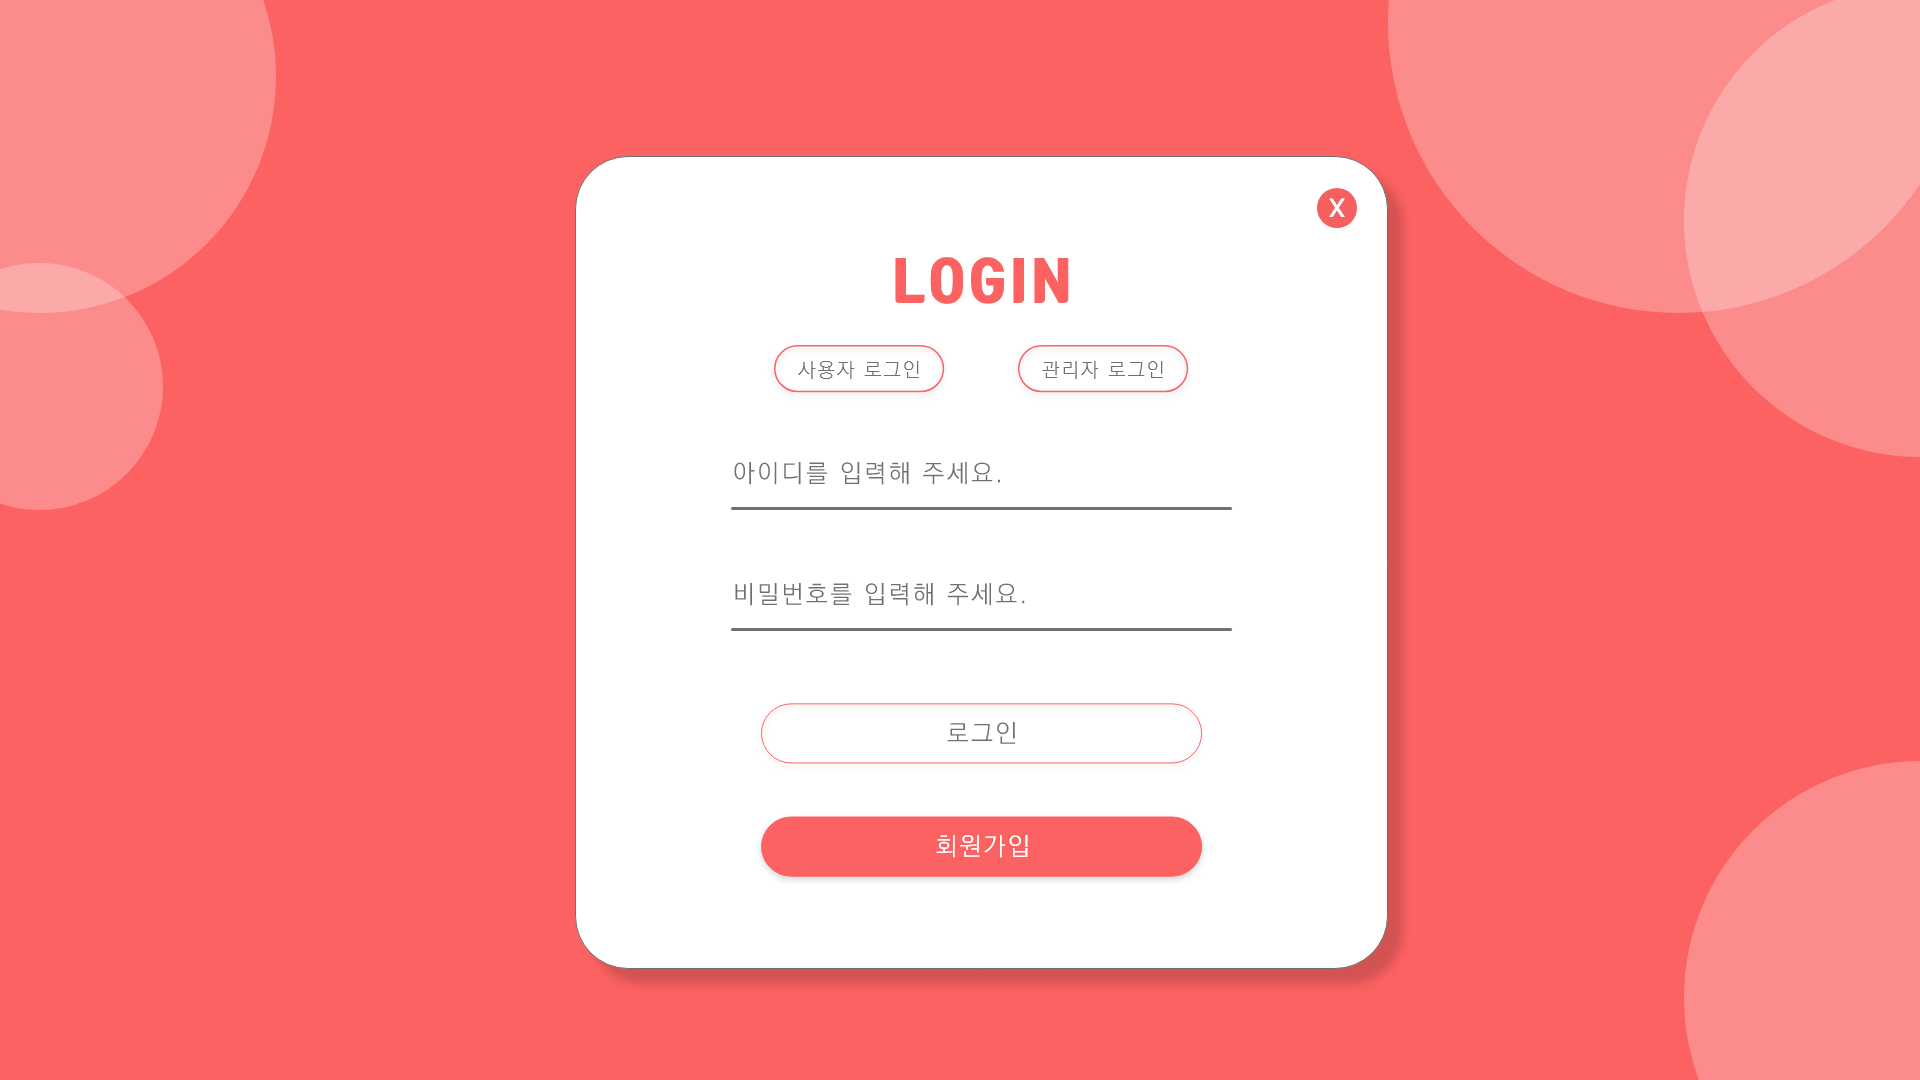 X
LOGIN
사용자 로그인
관리자 로그인
아이디를 입력해 주세요.
비밀번호를 입력해 주세요.
로그인
회원가입